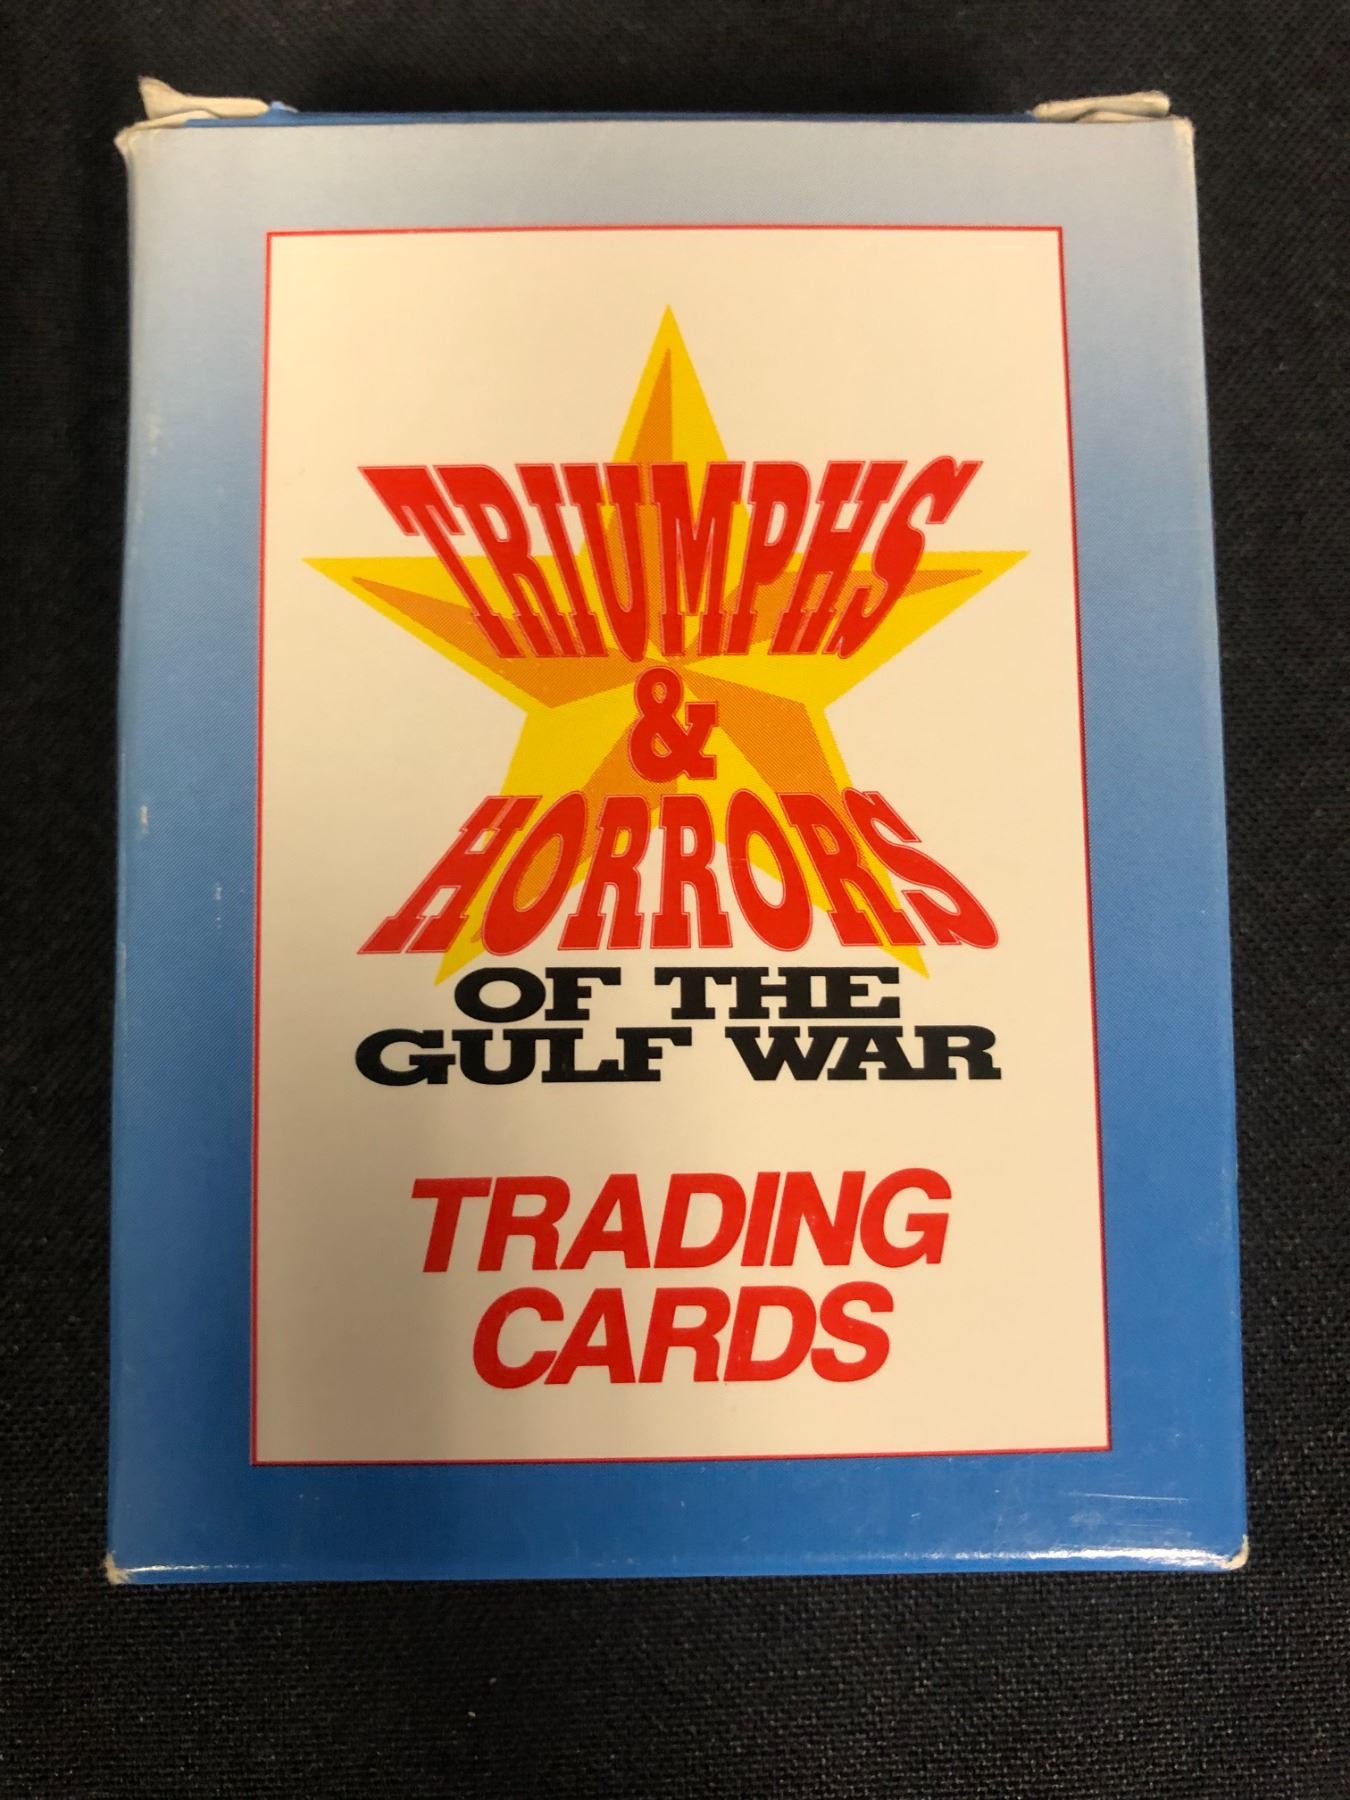 TRIUMPHS
&
HORRORS
OF THE
GULF WAR
TRADING
CARDS